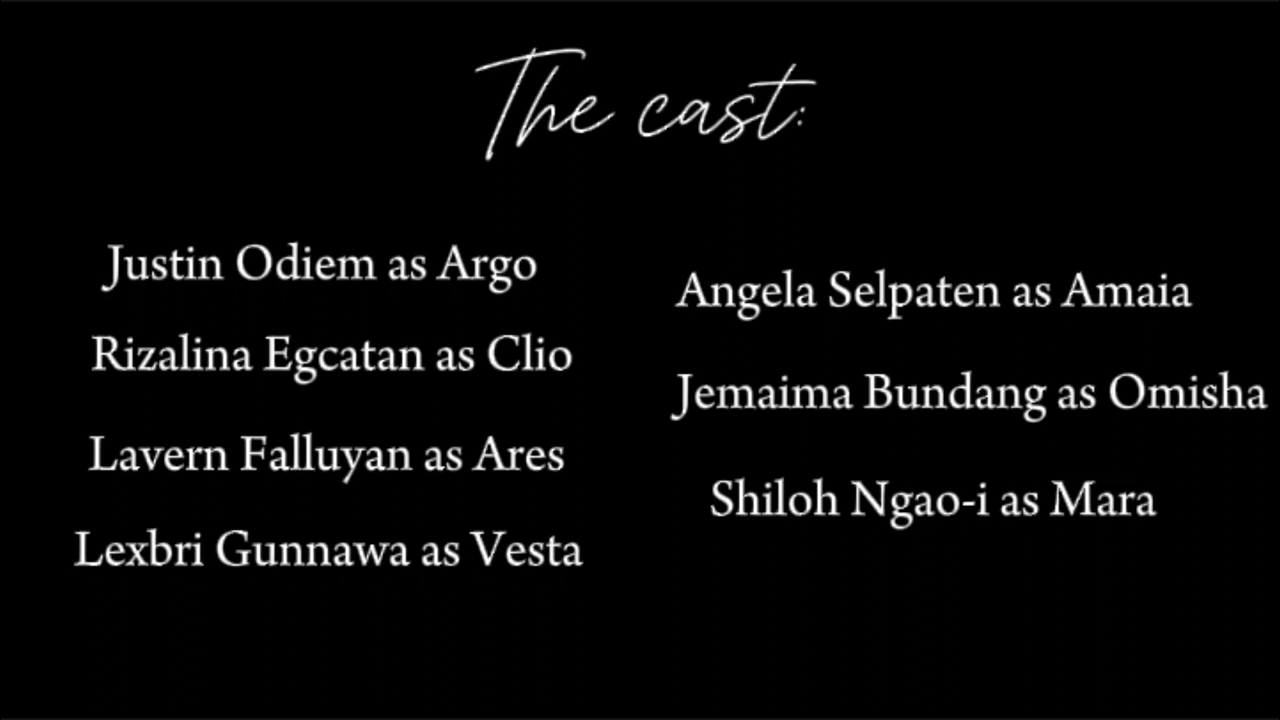 The cast:
Justin Odiem as Argo
Rizalina Egcatan as Clio
Lavern Falluyan as Ares
Lexbri Gunnawa as Vesta
Angela Selpaten as Amaia
Jemaima Bundang as Omisha
Shiloh Ngao-i as Mara